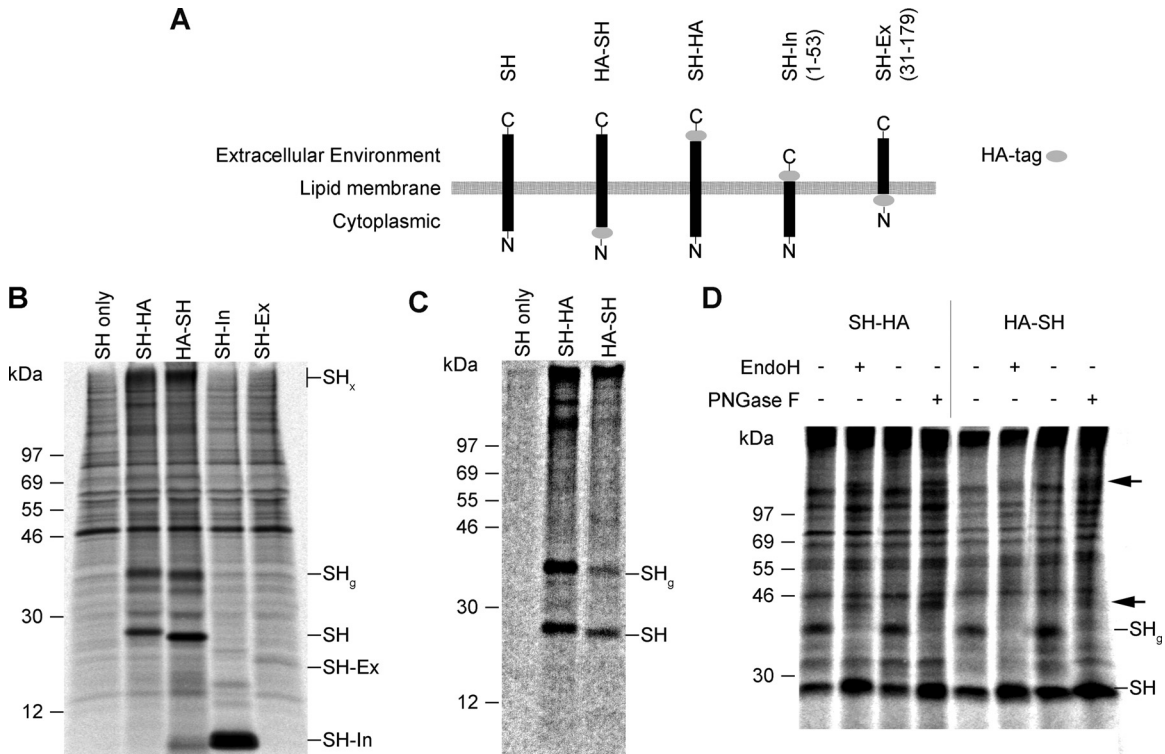 A
SH
HA-SH
SH-HA
SH-In
(1-53)
SH-Ex
(31-179)
C
C
C
C
C
Extracellular Environment
Lipid membrane
Cytoplasmic
N
N
N
N
N
HA-tag
B
SH only
SH-HA
HA-SH
SH-In
SH-Ex
kDa
97
69
55
46
30
12
SHx
SHg
SH
SH-Ex
SH-In
C
SH only
SH-HA
HA-SH
kDa
97
69
55
46
30
12
SHg
SH
D
SH-HA
HA-SH
EndoH - + - - - + - -
PNGase F - - - + - - - +
kDa
97
69
55
46
30
SHg
SH